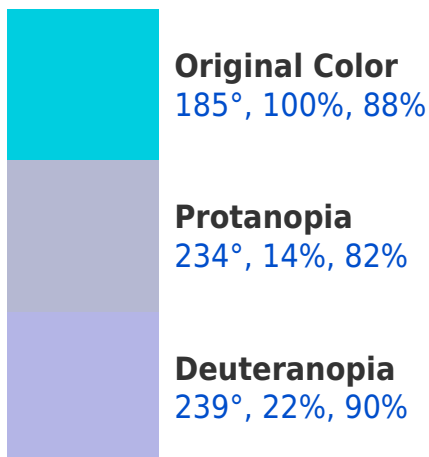 Original Color
185°, 100%, 88%
Protanopia
234°, 14%, 82%
Deuteranopia
239°, 22%, 90%